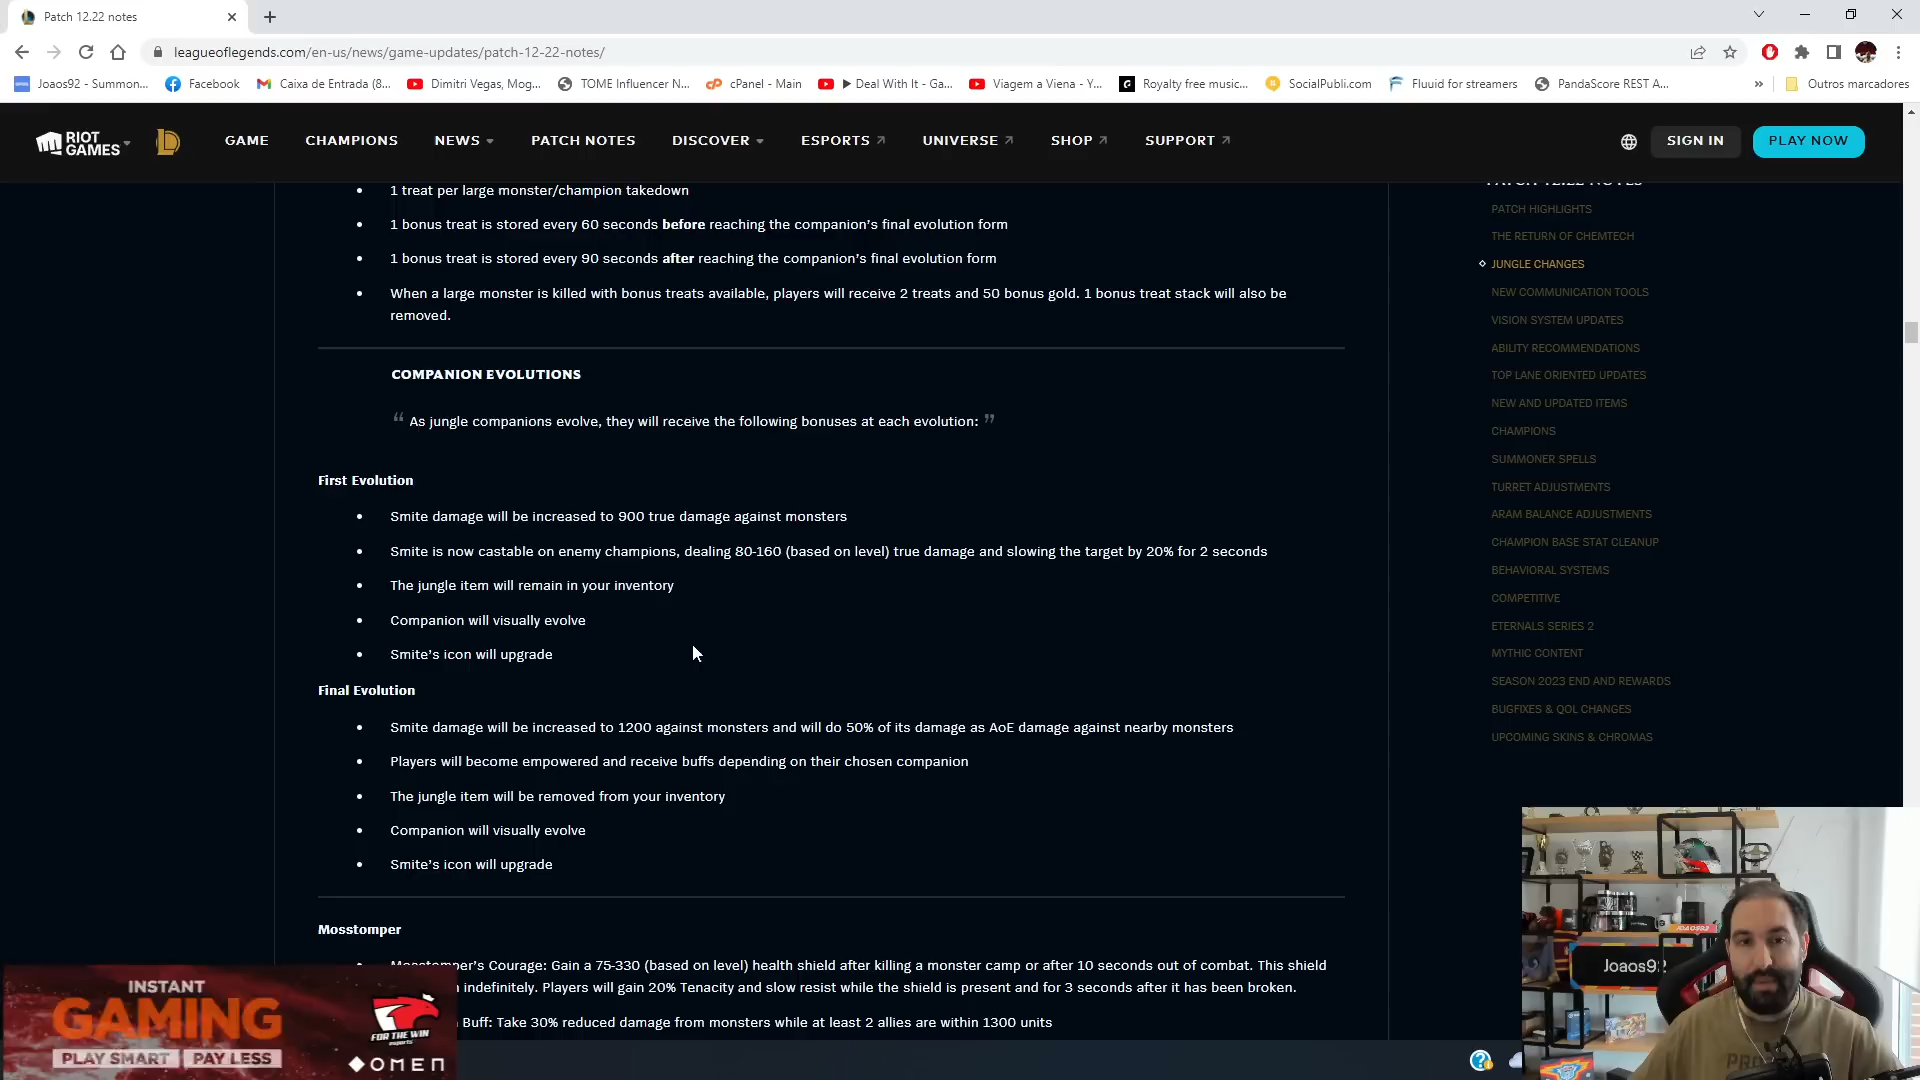 Patch 12.22 notes
leagueoflegends.com/en-us/news/game-updates/patch-12-22-notes/
Joaos92 - Summon... Facebook Caixa de Entrada (8... Dimitri Vegas, Mog... TOME Influencer N... cPanel - Main ▶ Deal With It - Ga... Viagem a Viena - Y... Royalty free music... SocialPubli.com Fluuid for streamers PandaScore REST A... » Outros marcadores
RIOT GAMES GAME CHAMPIONS NEWS PATCH NOTES DISCOVER ESPORTS UNIVERSE SHOP SUPPORT SIGN IN PLAY NOW
• 1 treat per large monster/champion takedown
• 1 bonus treat is stored every 60 seconds before reaching the companion’s final evolution form
• 1 bonus treat is stored every 90 seconds after reaching the companion’s final evolution form
• When a large monster is killed with bonus treats available, players will receive 2 treats and 50 bonus gold. 1 bonus treat stack will also be
removed.
COMPANION EVOLUTIONS
“ As jungle companions evolve, they will receive the following bonuses at each evolution: ”
First Evolution
• Smite damage will be increased to 900 true damage against monsters
• Smite is now castable on enemy champions, dealing 80-160 (based on level) true damage and slowing the target by 20% for 2 seconds
• The jungle item will remain in your inventory
• Companion will visually evolve
• Smite’s icon will upgrade
Final Evolution
• Smite damage will be increased to 1200 against monsters and will do 50% of its damage as AoE damage against nearby monsters
• Players will become empowered and receive buffs depending on their chosen companion
• The jungle item will be removed from your inventory
• Companion will visually evolve
• Smite’s icon will upgrade
Mosstomper
• Mosstomper’s Courage: Gain a 75-330 (based on level) health shield after killing a monster camp or after 10 seconds out of combat. This shield
indefinitely. Players will gain 20% Tenacity and slow resist while the shield is present and for 3 seconds after it has been broken.
Buff: Take 30% reduced damage from monsters while at least 2 allies are within 1300 units
PATCH 12.22 NOTES
PATCH HIGHLIGHTS
THE RETURN OF CHEMTECH
JUNGLE CHANGES
NEW COMMUNICATION TOOLS
VISION SYSTEM UPDATES
ABILITY RECOMMENDATIONS
TOP LANE ORIENTED UPDATES
NEW AND UPDATED ITEMS
CHAMPIONS
SUMMONER SPELLS
TURRET ADJUSTMENTS
ARAM BALANCE ADJUSTMENTS
CHAMPION BASE STAT CLEANUP
BEHAVIORAL SYSTEMS
COMPETITIVE
ETERNALS SERIES 2
MYTHIC CONTENT
SEASON 2023 END AND REWARDS
BUGFIXES & QOL CHANGES
UPCOMING SKINS & CHROMAS
INSTANT
GAMING
PLAY SMART PAY LESS
FOR THE WIN
esports
OMEN
JOAOS92
Joaos92